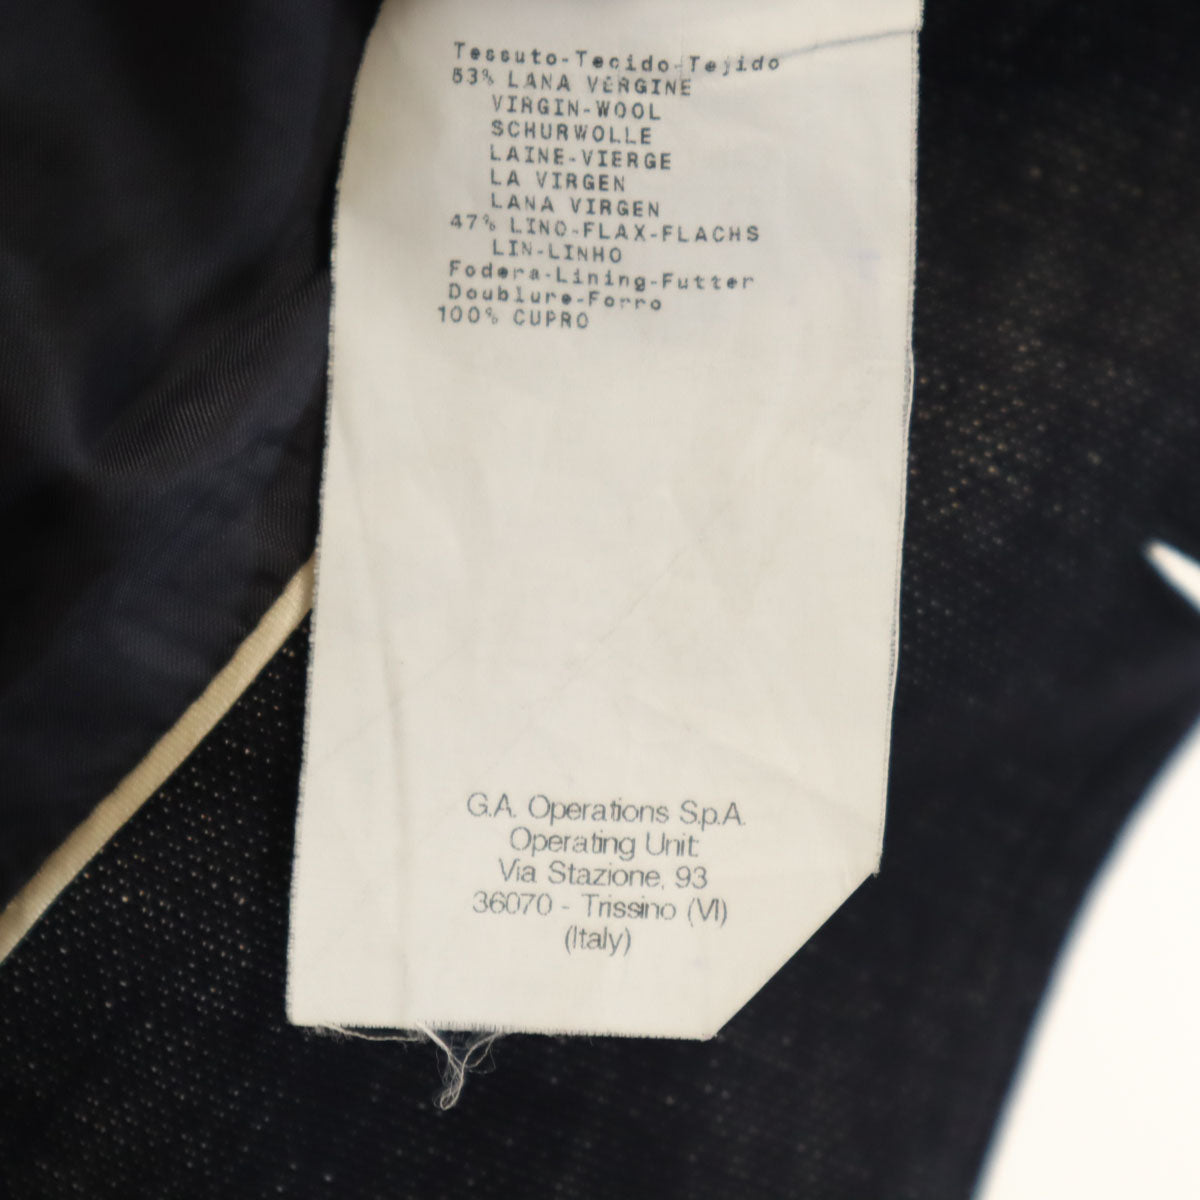 Tessuto-Tecido-Tejido
53% LANA VERGINE
VIRGIN-WOOL
SCHURWOLLE
LAINE-VIERGE
LA VIRGEN
LANA VIRGEN
47% LINO-FLAX-FLACHS
LIN-LINHO
Fodera-Lining-Futter
Doublure-Forro
100% CUPRO
G.A. Operations S.p.A.
Operating Unit:
Via Stazione, 93
36070 - Trissino (VI)
(Italy)